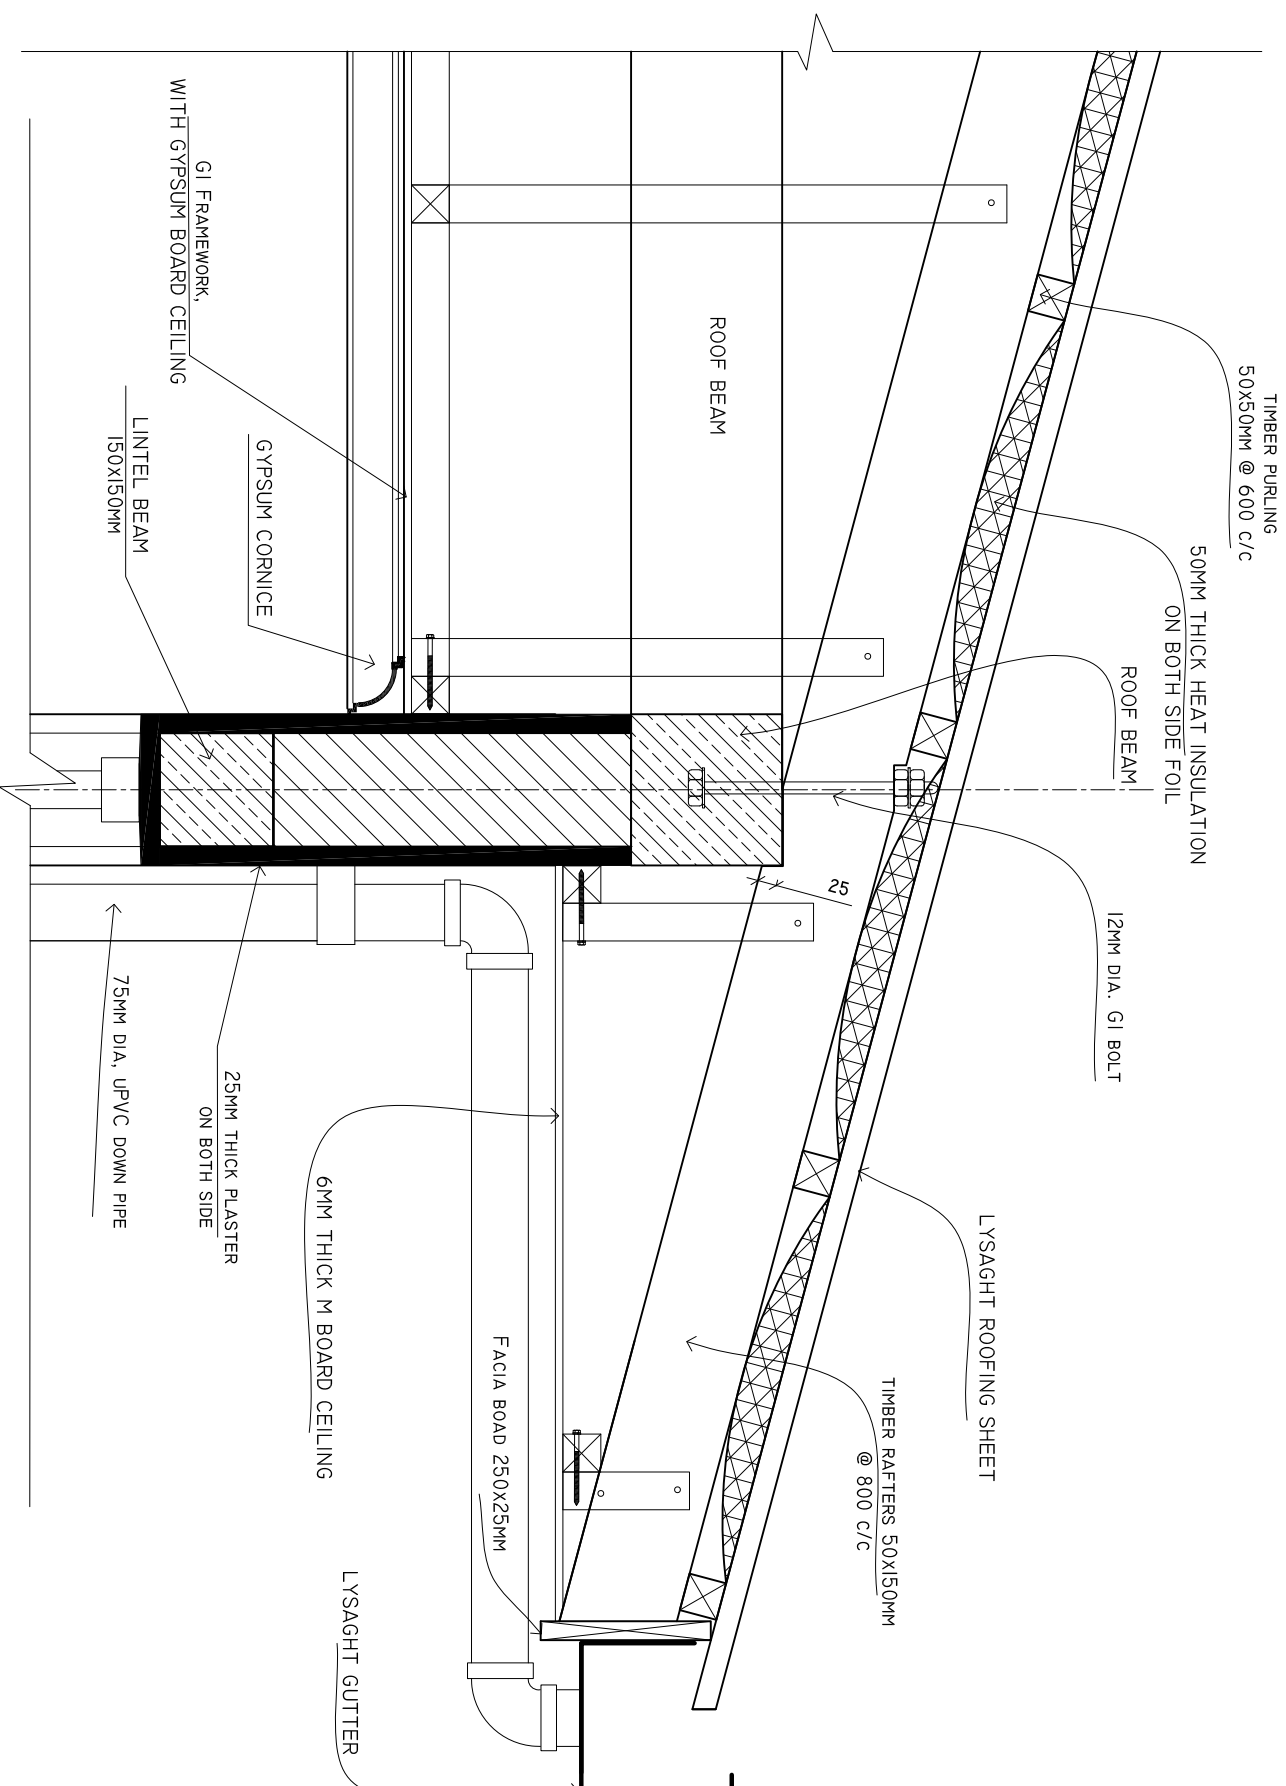 TIMBER PURLING
50x50MM @ 600 C/C
50MM THICK HEAT INSULATION
ON BOTH SIDE FOIL
ROOF BEAM
12MM DIA. GI BOLT
LYSAGHT ROOFING SHEET
TIMBER RAFTERS 50x150MM
@ 800 C/C
ROOF BEAM
25
GI FRAMEWORK,
WITH GYPSUM BOARD CEILING
GYPSUM CORNICE
LINTEL BEAM
150x150MM
25MM THICK PLASTER
ON BOTH SIDE
75MM DIA, uPVC DOWN PIPE
6MM THICK M BOARD CEILING
FACIA BOAD 250x25MM
LYSAGHT GUTTER